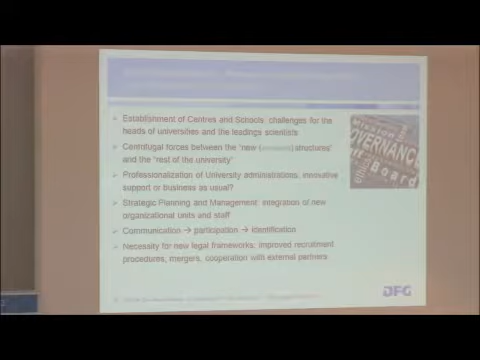 Establishment of Centres and Schools: challenges for the
heads of universities and the leadings scientists
Centrifugal forces between the "new ( ) structures"
and the "rest of the university"
Professionalization of University administrations, innovative
support or business as usual?
Strategic Planning and Management: integration of new
organizational units and staff
Communication → participation → identification
Necessity for new legal frameworks: improved recruitment
procedures, mergers, cooperation with external partners
Mission
GOVERNANCE
Board
DFG